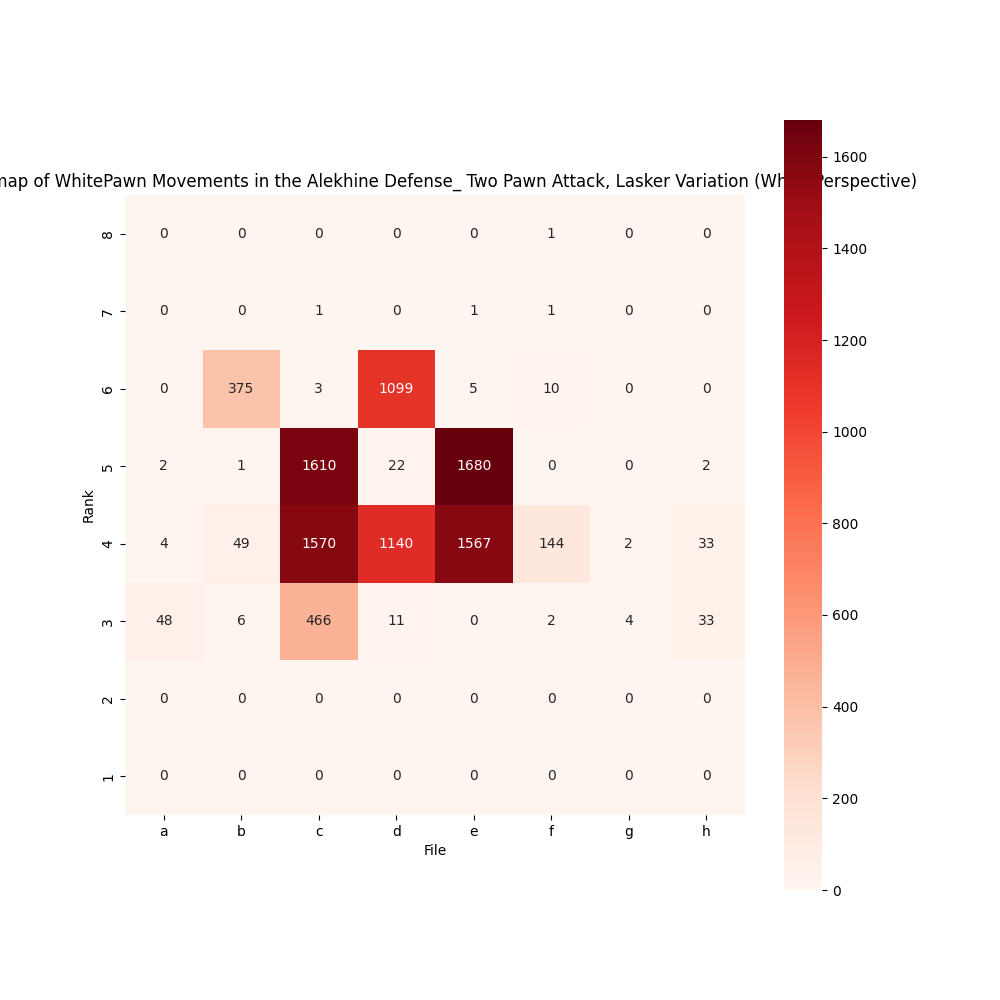 map of WhitePawn Movements in the Alekhine Defense_ Two Pawn Attack, Lasker Variation (Wh Perspective)
8 0 0 0 0 0 1 0 0
7 0 0 1 0 1 1 0 0
6 0 375 3 1099 5 10 0 0
5 2 1 1610 22 1680 0 0 2
4 4 49 1570 1140 1567 144 2 33
3 48 6 466 11 0 2 4 33
2 0 0 0 0 0 0 0 0
1 0 0 0 0 0 0 0 0
a b c d e f g h
Rank
File
1600
1400
1200
1000
800
600
400
200
0